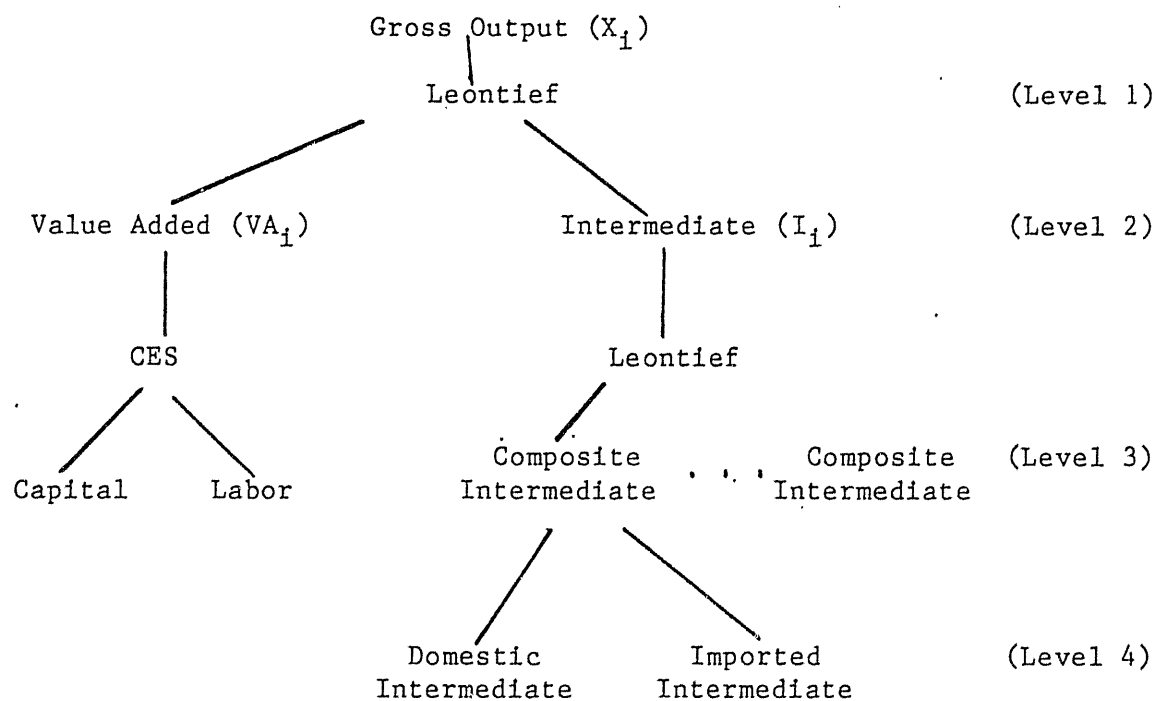 Gross Output (X_i)
Leontief (Level 1)
Value Added (VA_i) Intermediate (I_i) (Level 2)
CES Leontief
Composite . . . Composite (Level 3)
Capital Labor Intermediate Intermediate
Domestic Imported (Level 4)
Intermediate Intermediate